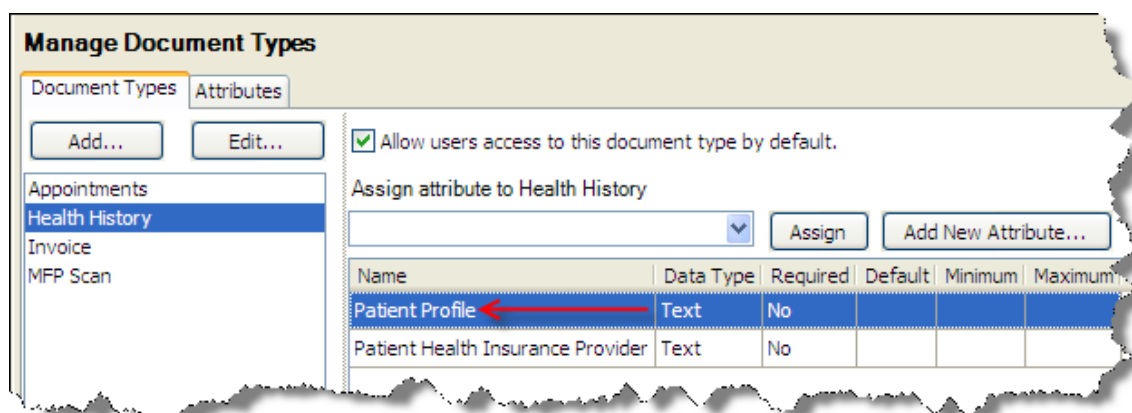 Manage Document Types
Document Types Attributes
Add... Edit...
Allow users access to this document type by default.
Appointments
Health History
Invoice
MFP Scan
Assign attribute to Health History
Assign Add New Attribute...
Name Data Type Required Default Minimum Maximum
Patient Profile Text No
Patient Health Insurance Provider Text No